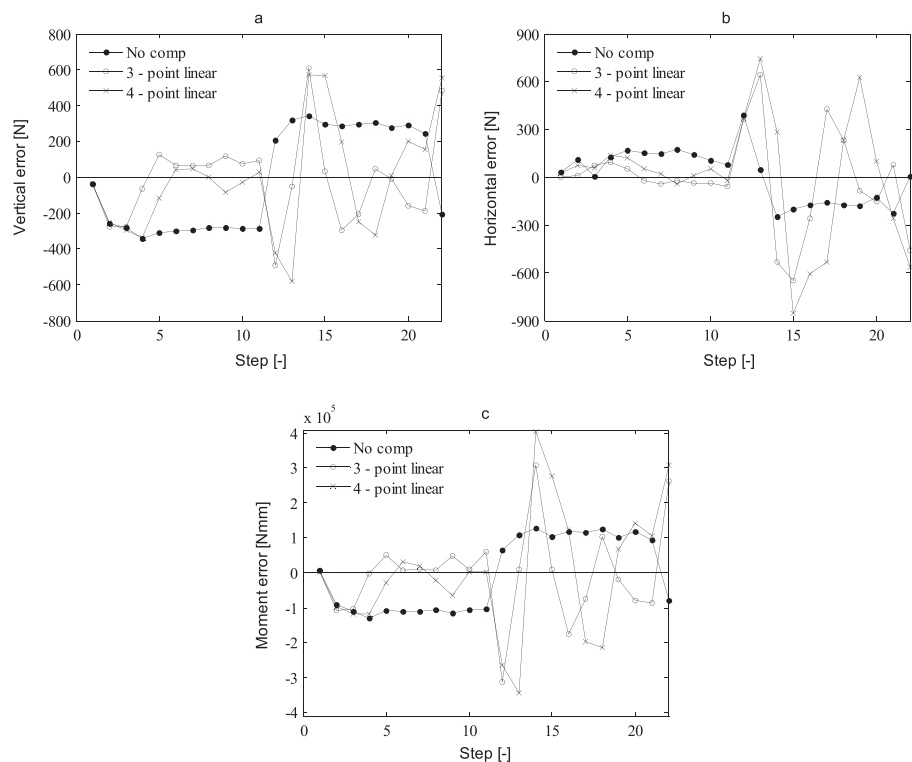 a
Vertical error [N]
800
600
400
200
0
-200
-400
-600
-800
No comp
3 - point linear
4 - point linear
0 5 10 15 20
Step [-]
b
Horizontal error [N]
900
600
300
0
-300
-600
-900
No comp
3 - point linear
4 - point linear
0 5 10 15 20
Step [-]
c
x 10^5
Moment error [Nmm]
4
3
2
1
0
-1
-2
-3
-4
No comp
3 - point linear
4 - point linear
0 5 10 15 20
Step [-]